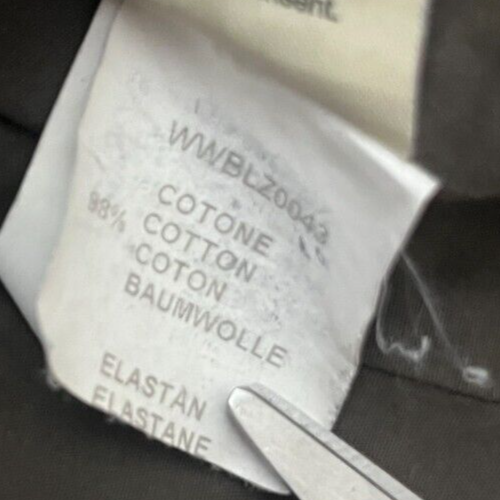 WWBLZ0043
COTONE
98% COTTON
COTON
BAUMWOLLE
ELASTAN
ELASTANE